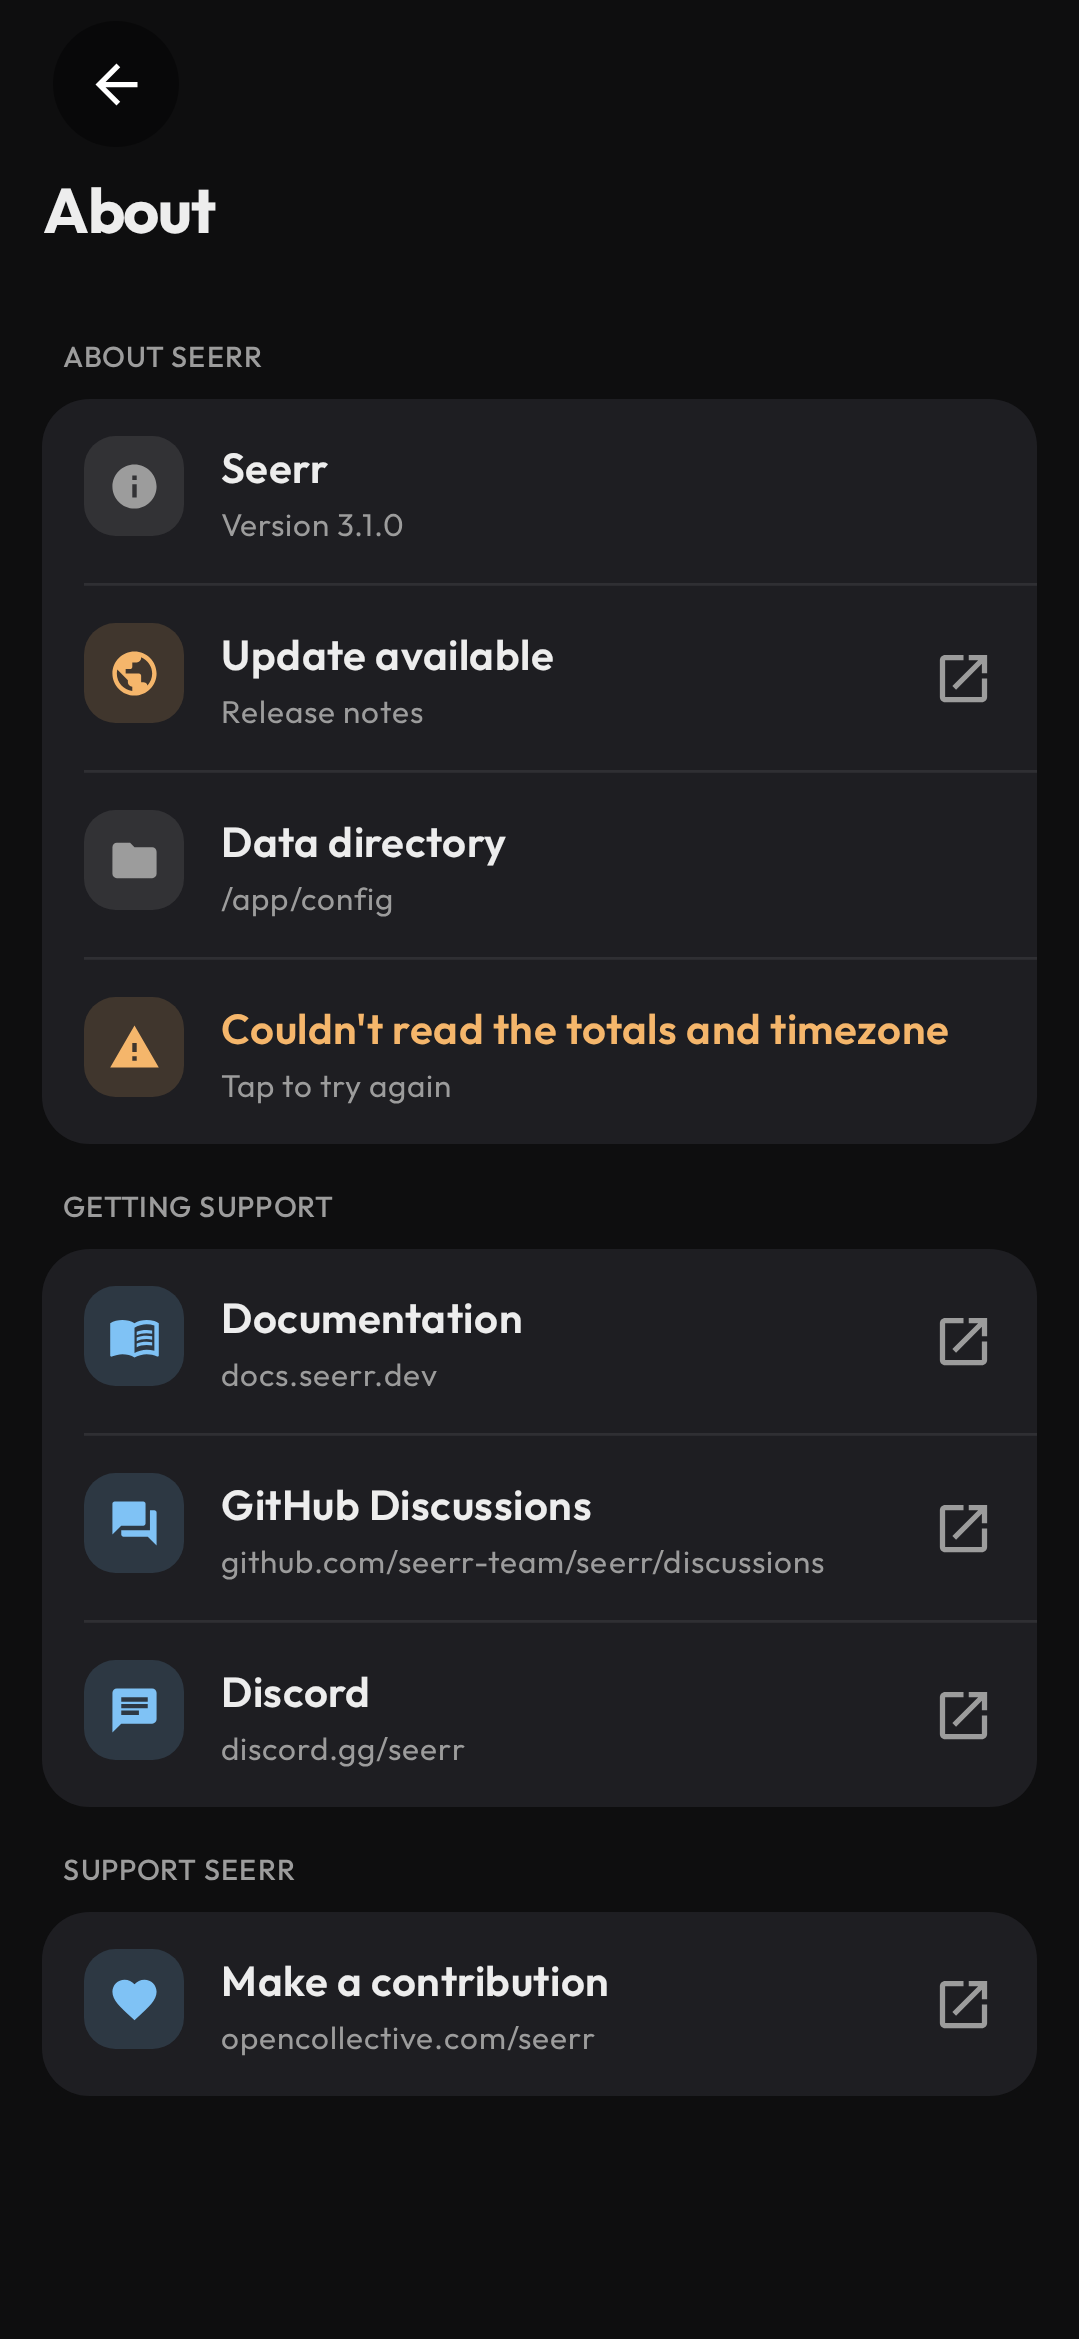 About
ABOUT SEERR
Seerr
Version 3.1.0
Update available
Release notes
Data directory
/app/config
Couldn't read the totals and timezone
Tap to try again
GETTING SUPPORT
Documentation
docs.seerr.dev
GitHub Discussions
github.com/seerr-team/seerr/discussions
Discord
discord.gg/seerr
SUPPORT SEERR
Make a contribution
opencollective.com/seerr